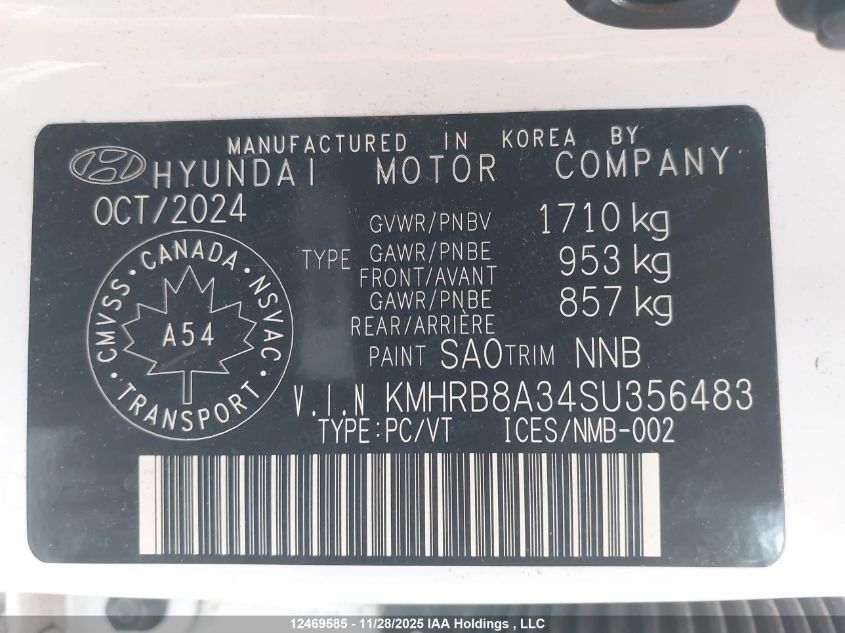 MANUFACTURED IN KOREA BY
HYUNDAI MOTOR COMPANY
OCT/2024
GVWR/PNBV 1710 kg
TYPE GAWR/PNBE FRONT/AVANT 953 kg
GAWR/PNBE REAR/ARRIÈRE 857 kg
PAINT SAO TRIM NNB
CANADA · NSVAC · TRANSPORT · CMVSS ·
A54
V.I.N KMHRB8A34SU356483
TYPE:PC/VT ICES/NMB-002
12469585 - 11/28/2025 IAA Holdings , LLC